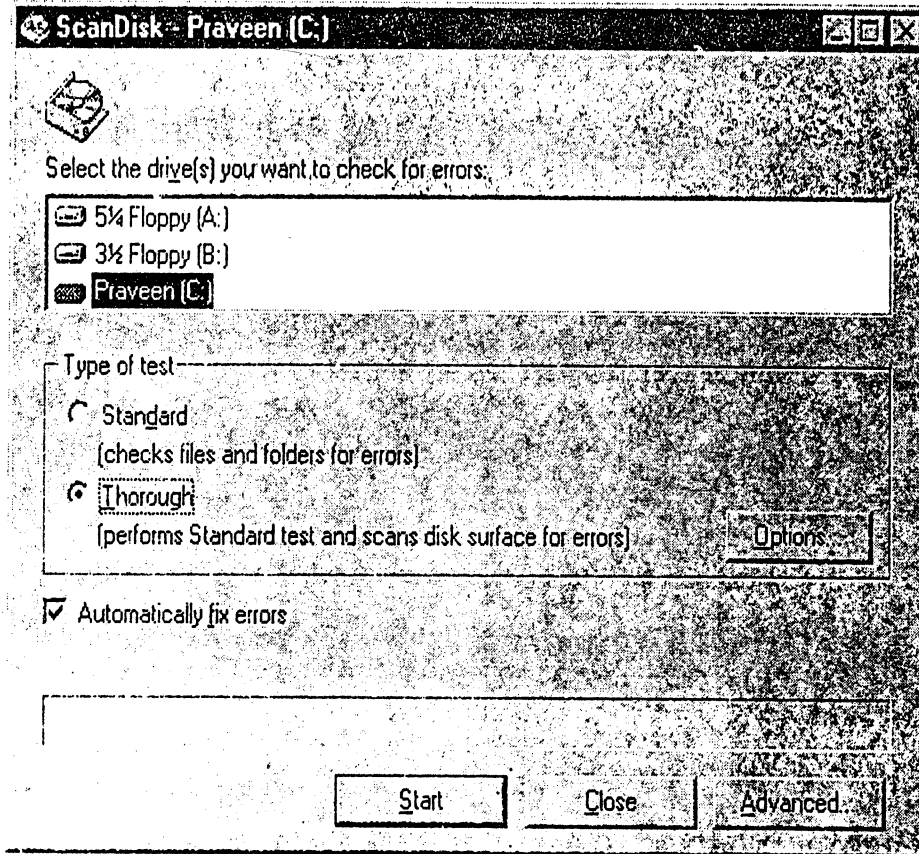 ScanDisk - Praveen (C:)
Select the drive(s) you want to check for errors:
5¼ Floppy (A:)
3½ Floppy (B:)
Praveen (C:)
Type of test
Standard
(checks files and folders for errors)
Thorough
(performs Standard test and scans disk surface for errors)
Options...
Automatically fix errors
Start
Close
Advanced...